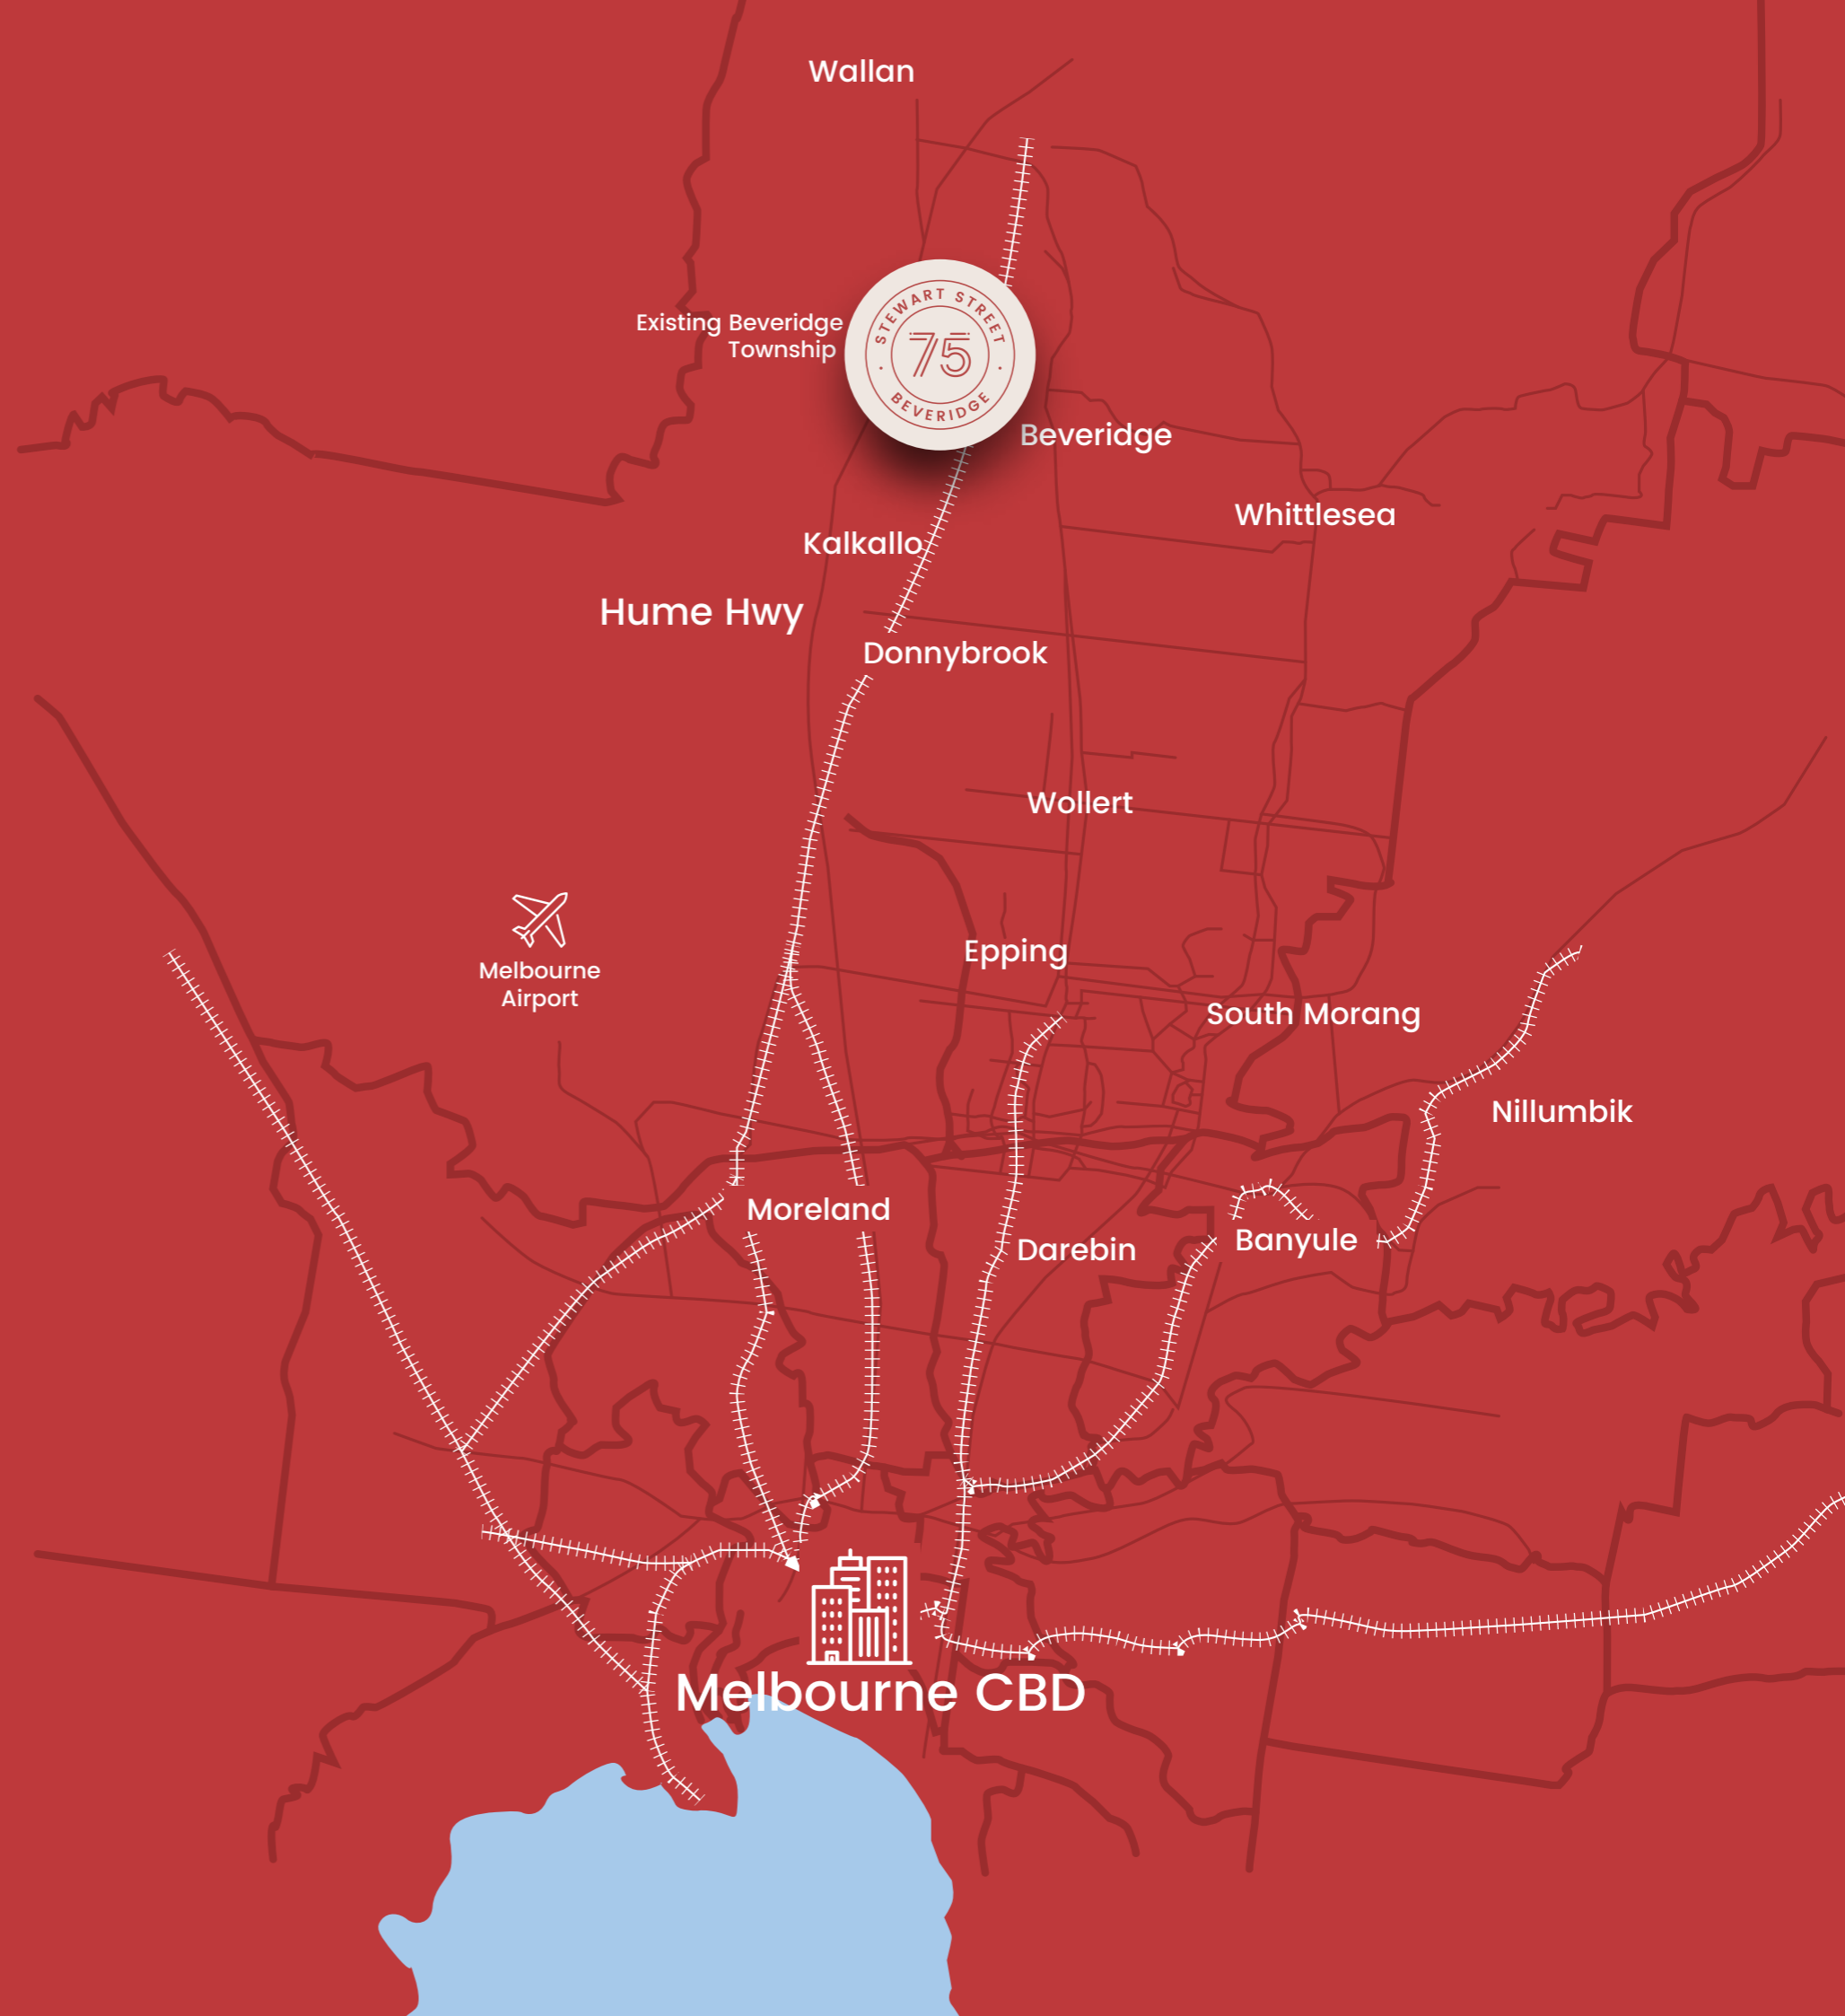 Wallan
Existing Beveridge
Township
STEWART STREET
75
· BEVERIDGE ·
Beveridge
Whittlesea
Kalkallo
Hume Hwy
Donnybrook
Wollert
Melbourne
Airport
Epping
South Morang
Nillumbik
Moreland
Darebin
Banyule
Melbourne CBD